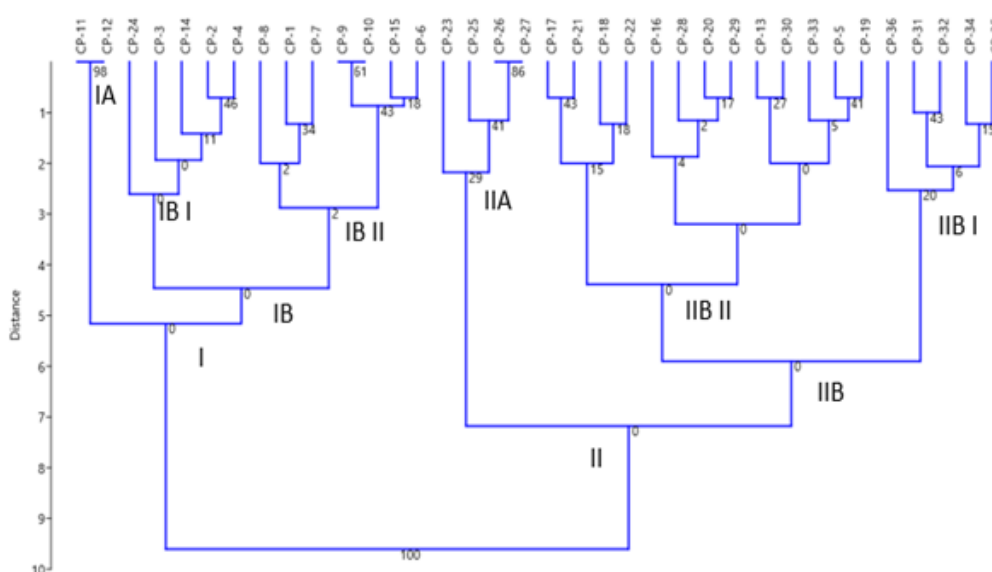 CP-11
CP-12
CP-24
CP-3
CP-14
CP-2
CP-4
CP-8
CP-1
CP-7
CP-9
CP-10
CP-15
CP-6
CP-23
CP-25
CP-26
CP-27
CP-17
CP-21
CP-18
CP-22
CP-16
CP-28
CP-20
CP-29
CP-13
CP-30
CP-33
CP-5
CP-19
CP-36
CP-31
CP-32
CP-34
98
61
86
IA
46
18
43
17
27
41
1
43
43
34
41
18
2
5
15
11
2
0
2
15
4
0
6
29
20
0
IB I
IIA
3
2
IB II
0
IIB I
4
0
0
IB
IIB II
Distance
5
0
I
6
0
IIB
7
0
II
8
9
100
10